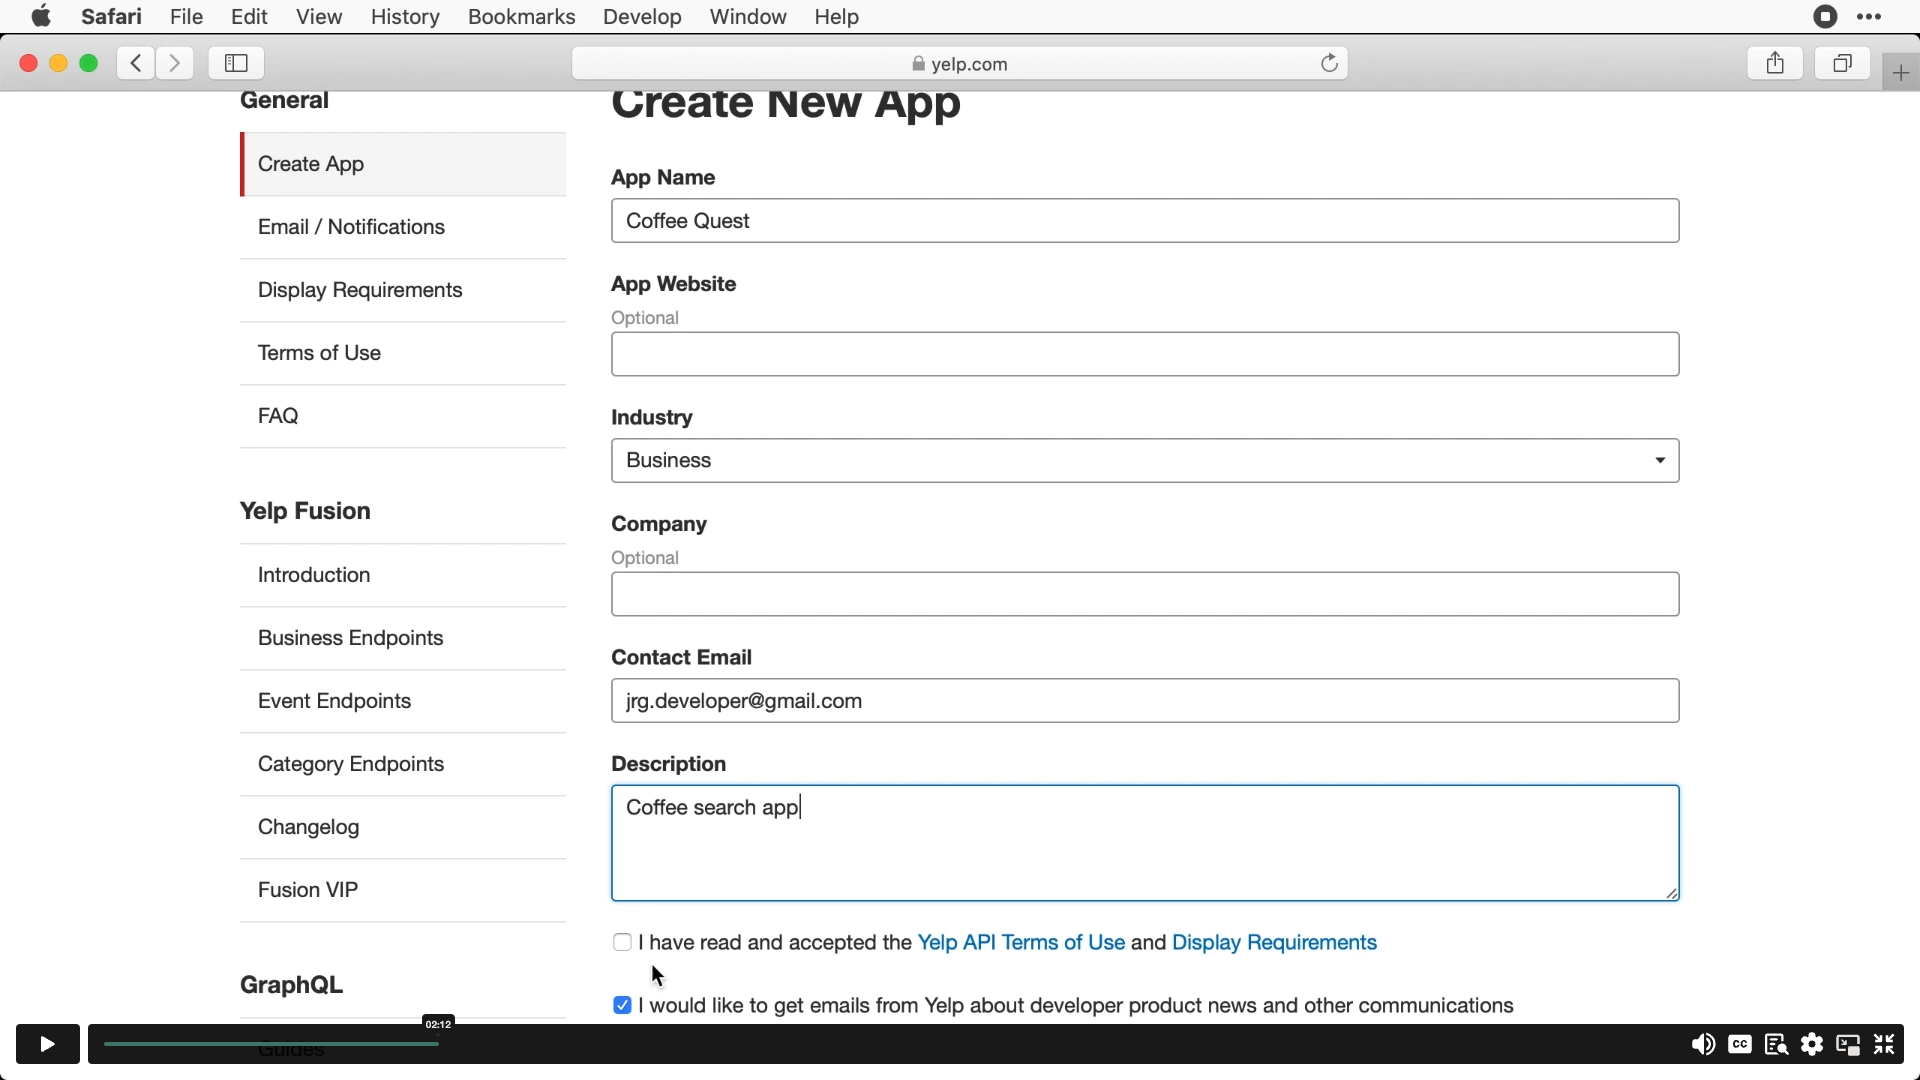 Safari File Edit View History Bookmarks Develop Window Help
yelp.com
General
Create App
Email / Notifications
Display Requirements
Terms of Use
FAQ
Yelp Fusion
Introduction
Business Endpoints
Event Endpoints
Category Endpoints
Changelog
Fusion VIP
GraphQL
Guides
Create New App
App Name
Coffee Quest
App Website
Optional
Industry
Business
Company
Optional
Contact Email
jrg.developer@gmail.com
Description
Coffee search app
I have read and accepted the Yelp API Terms of Use and Display Requirements
I would like to get emails from Yelp about developer product news and other communications
02:12
CC